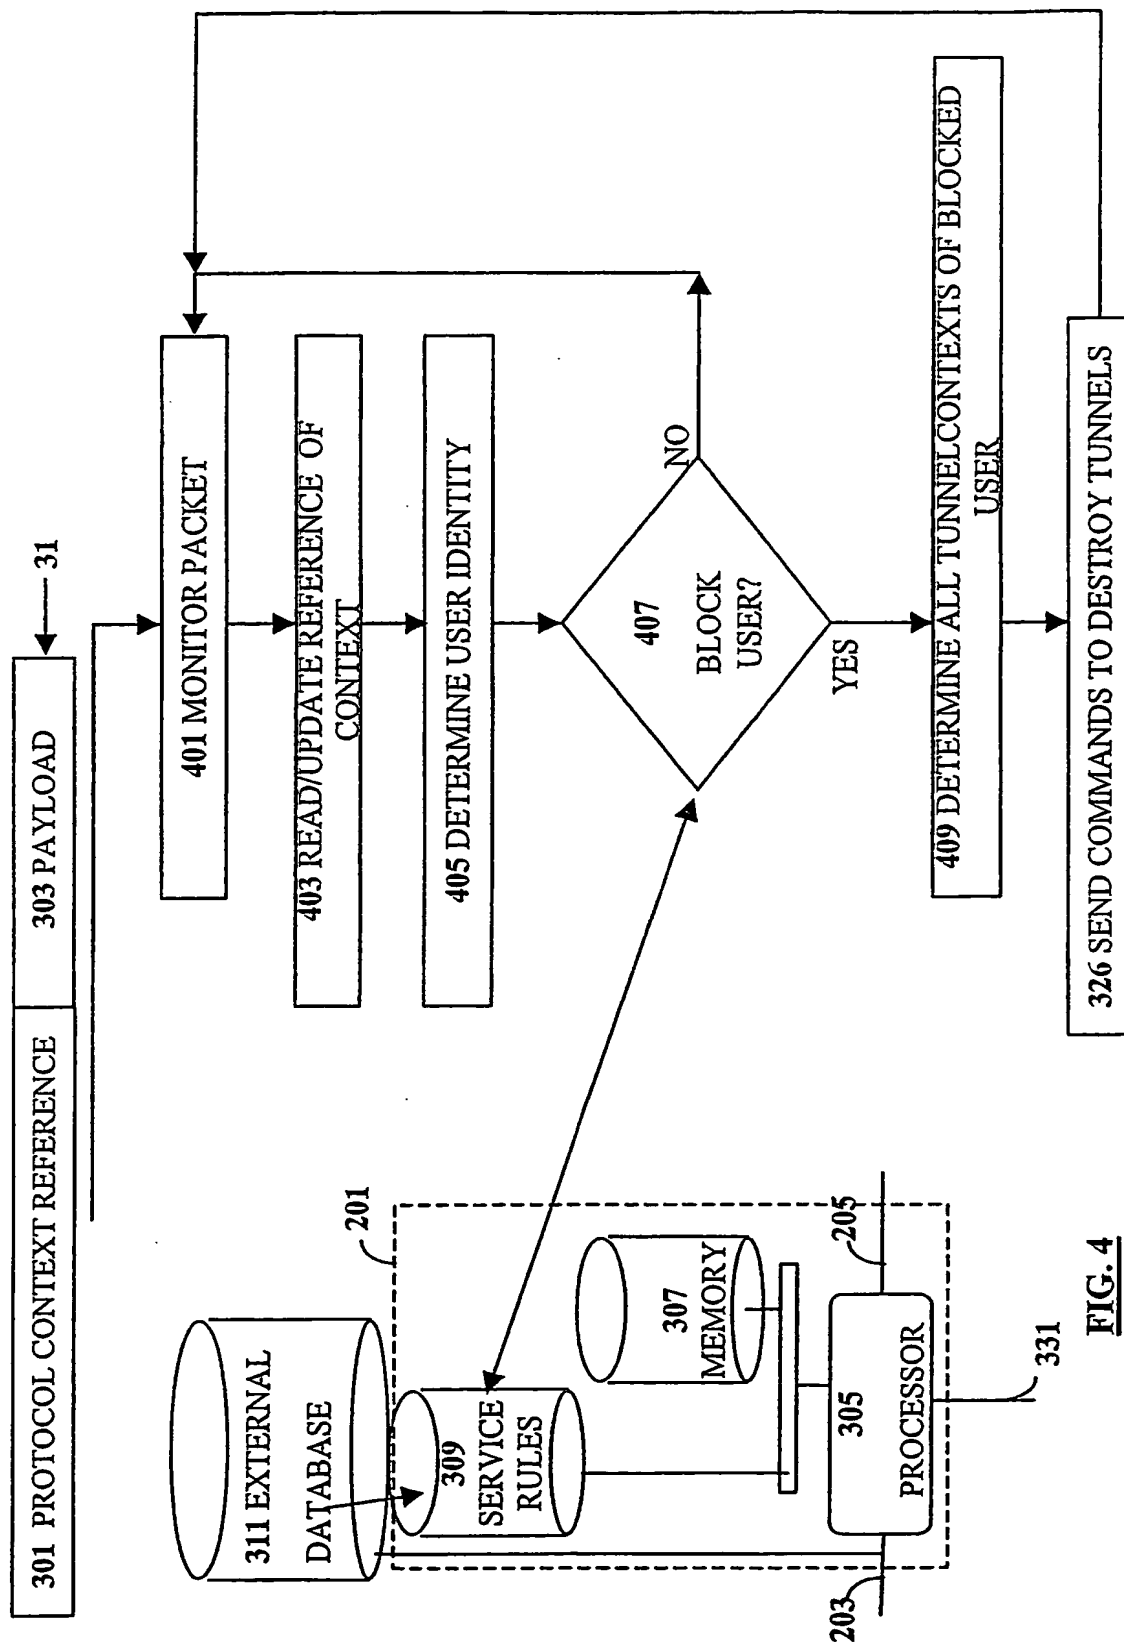 301 PROTOCOL CONTEXT REFERENCE
303 PAYLOAD
31
401 MONITOR PACKET
403 READ/UPDATE REFERENCE OF
CONTEXT
405 DETERMINE USER IDENTITY
407
BLOCK
USER?
NO
YES
409 DETERMINE ALL TUNNELCONTEXTS OF BLOCKED
USER
326 SEND COMMANDS TO DESTROY TUNNELS
311 EXTERNAL
DATABASE
201
309
SERVICE
RULES
307
MEMORY
305
PROCESSOR
203
205
331
FIG. 4